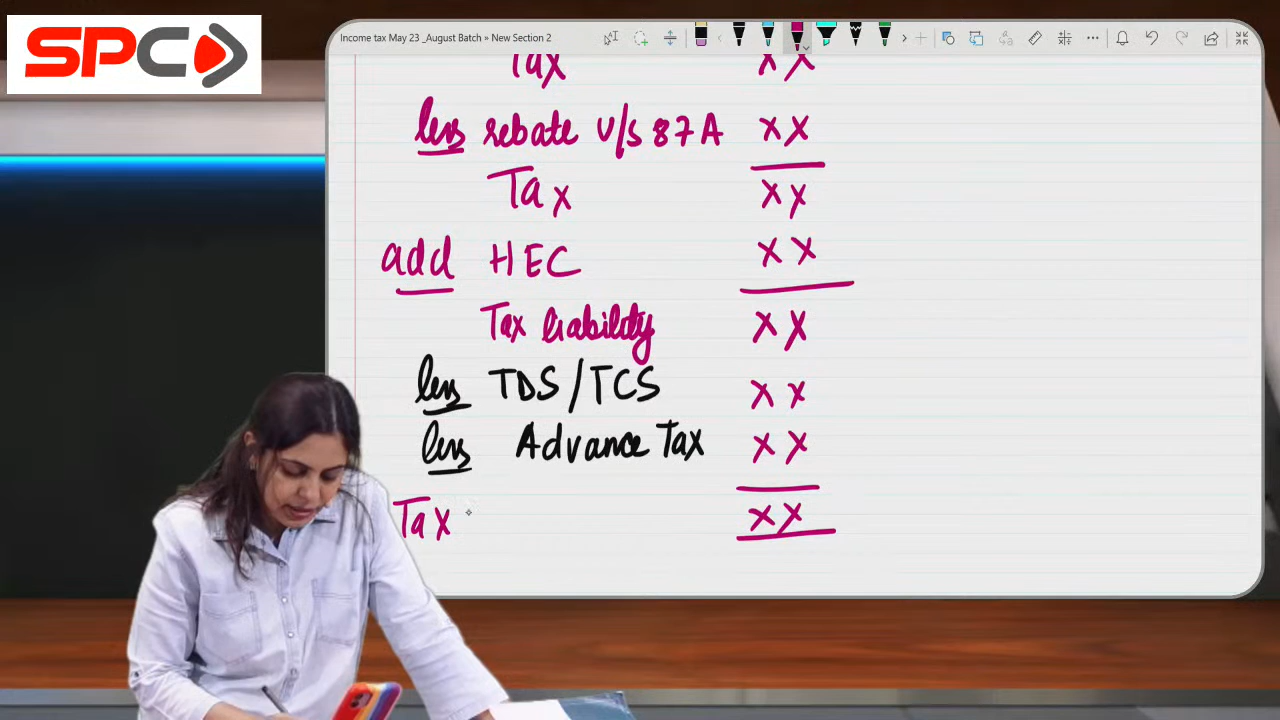 SPC
Income tax May 23 _August Batch » New Section 2
Tax XX
less rebate U/s 87A XX
Tax XX
add HEC XX
Tax liability XX
less TDS/TCS XX
less Advance Tax XX
Tax XX